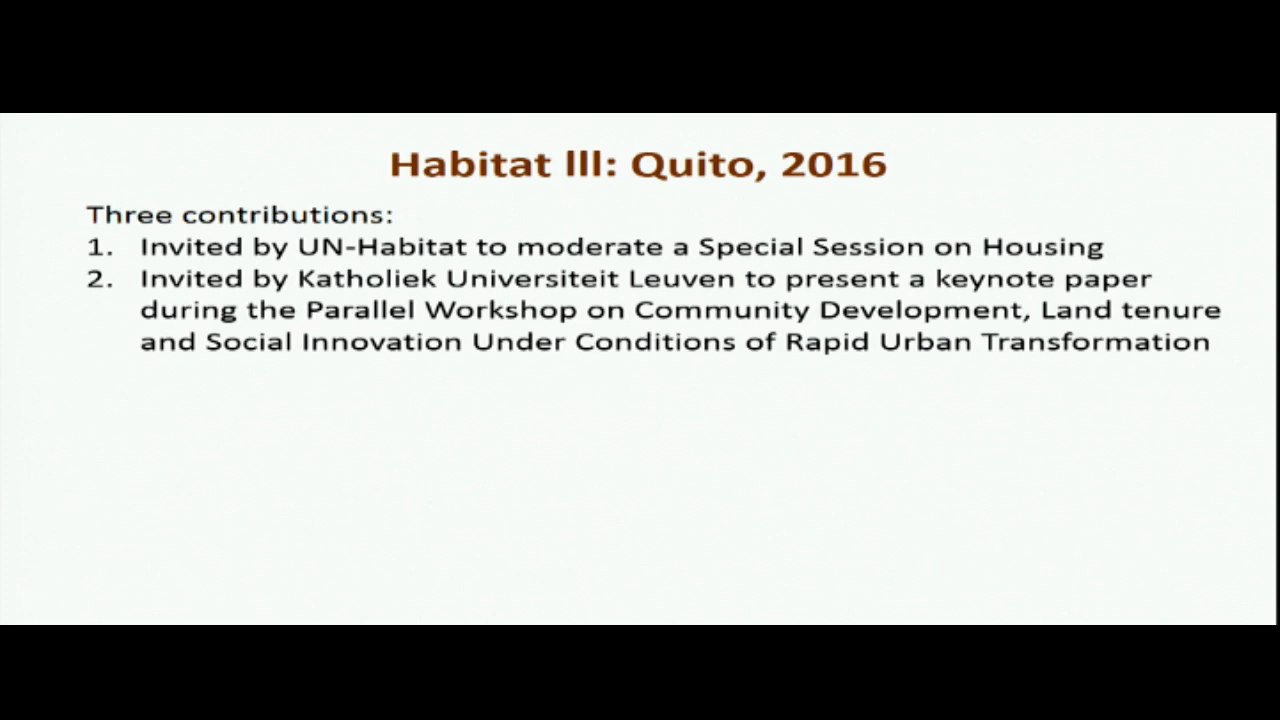 Habitat lll: Quito, 2016
Three contributions:
1. Invited by UN-Habitat to moderate a Special Session on Housing
2. Invited by Katholiek Universiteit Leuven to present a keynote paper
during the Parallel Workshop on Community Development, Land tenure
and Social Innovation Under Conditions of Rapid Urban Transformation